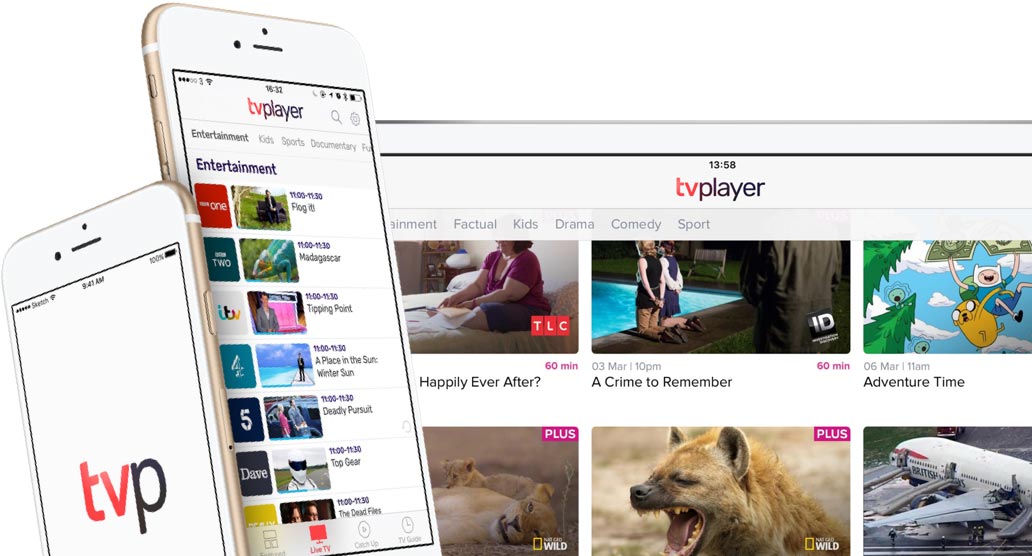 ●●●○○ 3
16:32
tvplayer
Entertainment Kids Sports Documentary Fu
Entertainment
BBC one
11:00-11:30
Flog it!
BBC TWO
11:00-11:30
Madagascar
itv
11:00-11:30
Tipping Point
4
11:00-11:30
A Place in the Sun:
Winter Sun
5
11:00-11:30
Deadly Pursuit
Dave
11:00-11:30
Top Gear
11:00-11:30
The Dead Files
Live TV
Catch Up
TV Guide
●●●●● Sketch
9:41 AM
100%
tvp
13:58
tvplayer
ainment Factual Kids Drama Comedy Sport
TLC
60 min
Happily Ever After?
PLUS
ID
INVESTIGATION
DISCOVERY
03 Mar | 10pm
60 min
A Crime to Remember
06 Mar | 11am
Adventure Time
PLUS
NAT GEO
WILD
PLUS
NAT GEO
WILD
BRITISH